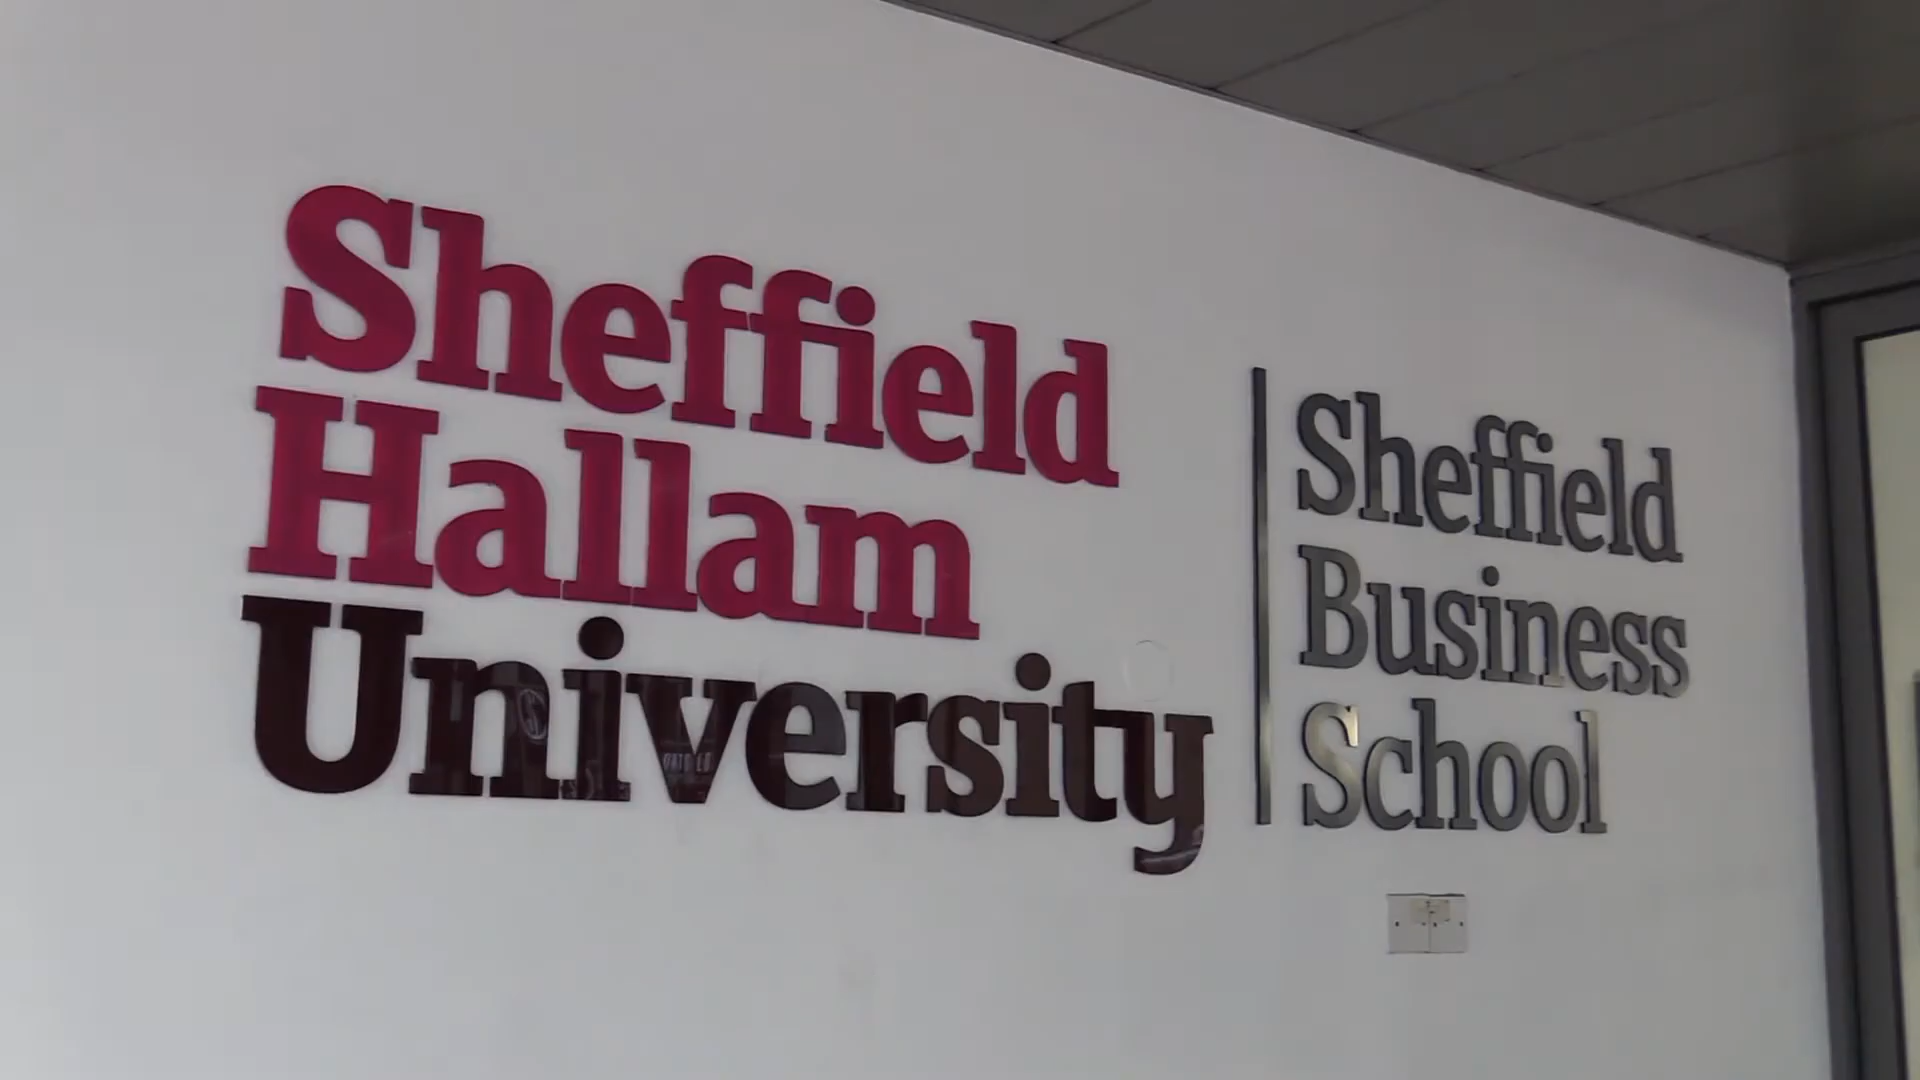 Sheffield
Hallam
University
Sheffield
Business
School